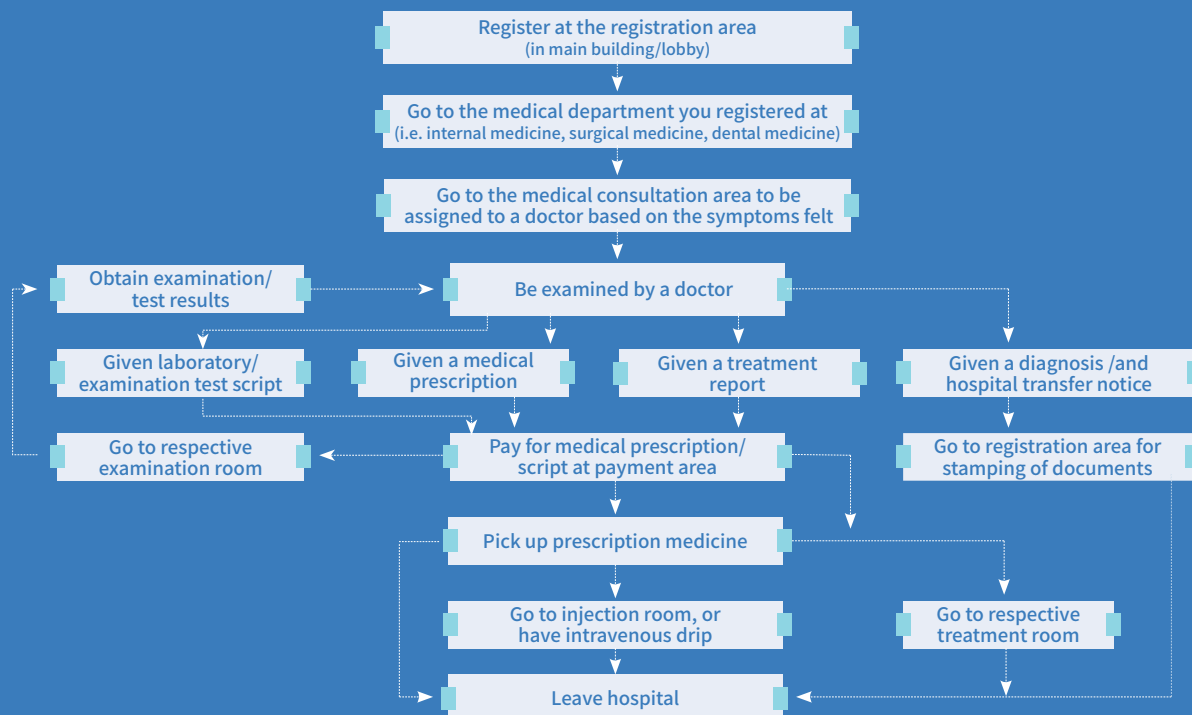 Register at the registration area
(in main building/lobby)
Go to the medical department you registered at
(i.e. internal medicine, surgical medicine, dental medicine)
Go to the medical consultation area to be
assigned to a doctor based on the symptoms felt
Obtain examination/
test results
Be examined by a doctor
Given laboratory/
examination test script
Given a medical
prescription
Given a treatment
report
Given a diagnosis /and
hospital transfer notice
Go to respective
examination room
Pay for medical prescription/
script at payment area
Go to registration area for
stamping of documents
Pick up prescription medicine
Go to injection room, or
have intravenous drip
Go to respective
treatment room
Leave hospital